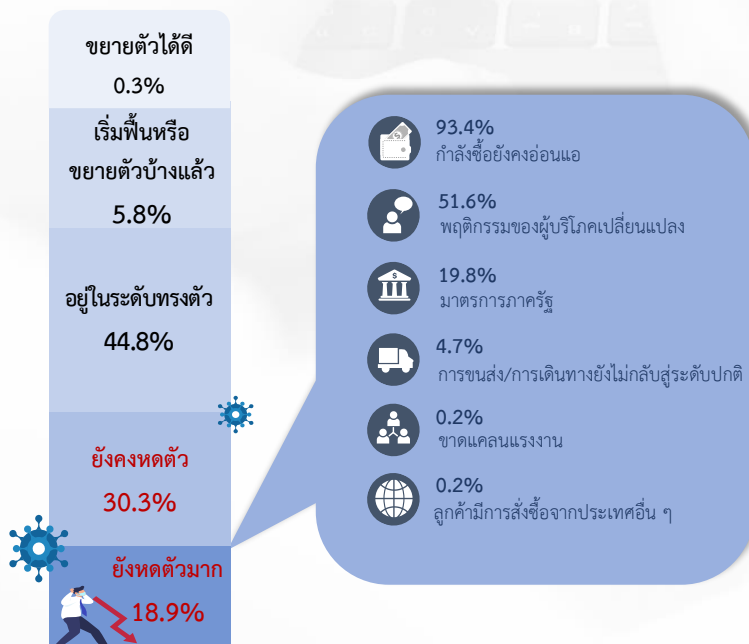 ขยายตัวได้ดี
0.3%
เริ่มฟื้นหรือ
ขยายตัวบ้างแล้ว
5.8%
อยู่ในระดับทรงตัว
44.8%
ยังคงหดตัว
30.3%
ยังหดตัวมาก
18.9%
93.4%
กำลังซื้อยังคงอ่อนแอ
51.6%
พฤติกรรมของผู้บริโภคเปลี่ยนแปลง
19.8%
มาตรการภาครัฐ
4.7%
การขนส่ง/การเดินทางยังไม่กลับสู่ระดับปกติ
0.2%
ขาดแคลนแรงงาน
0.2%
ลูกค้ามีการสั่งซื้อจากประเทศอื่น ๆ